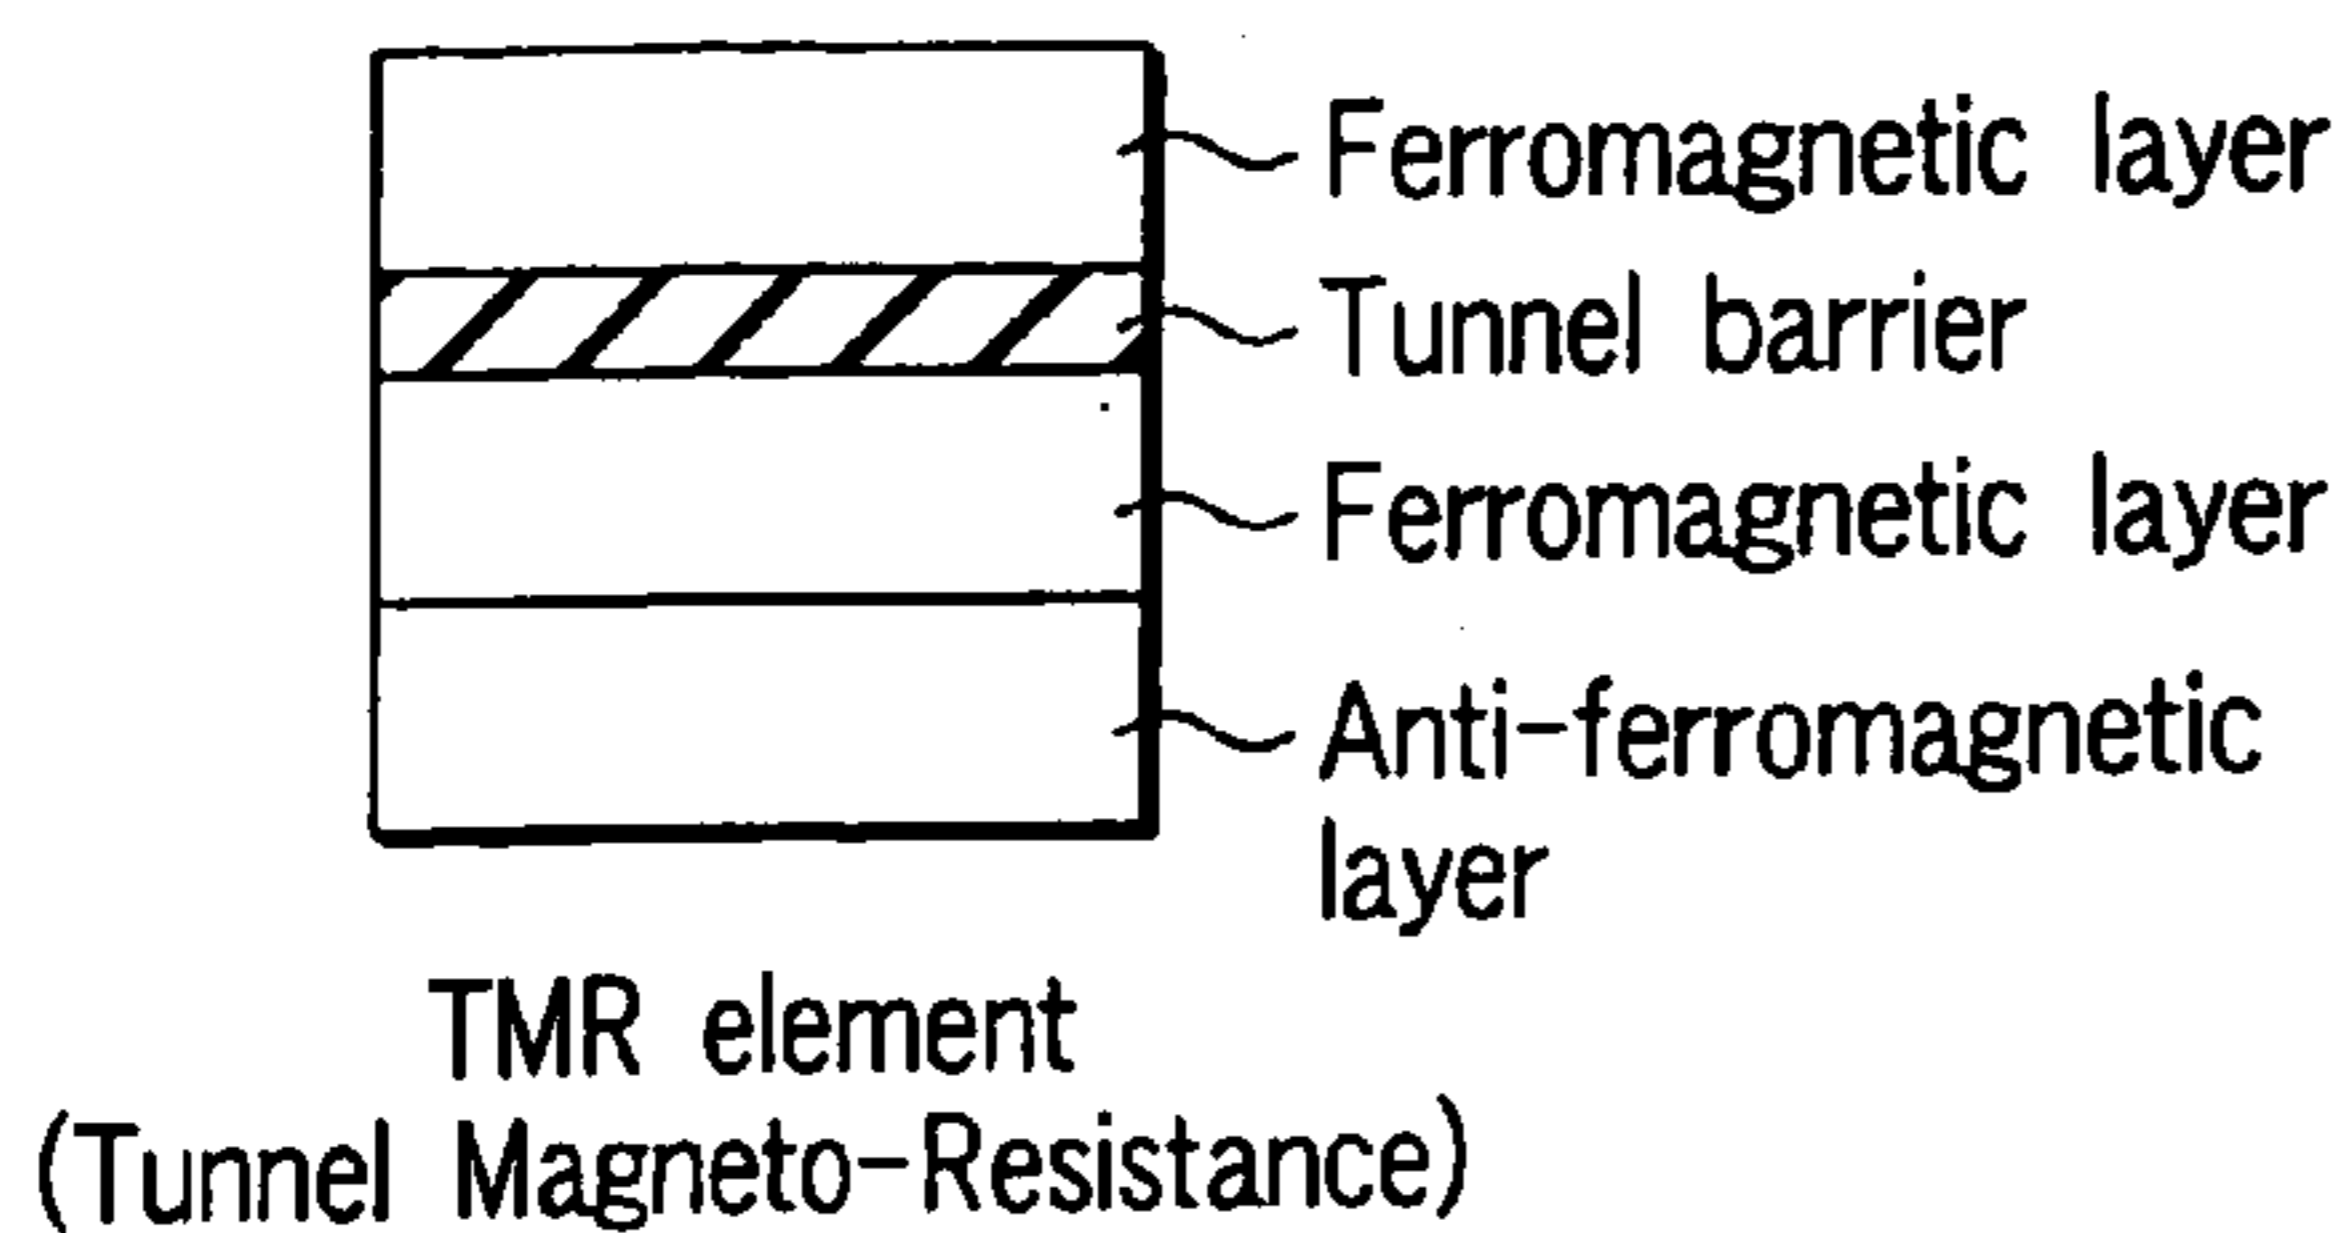 Ferromagnetic layer
Tunnel barrier
Ferromagnetic layer
Anti-ferromagnetic
layer
TMR element
(Tunnel Magneto-Resistance)